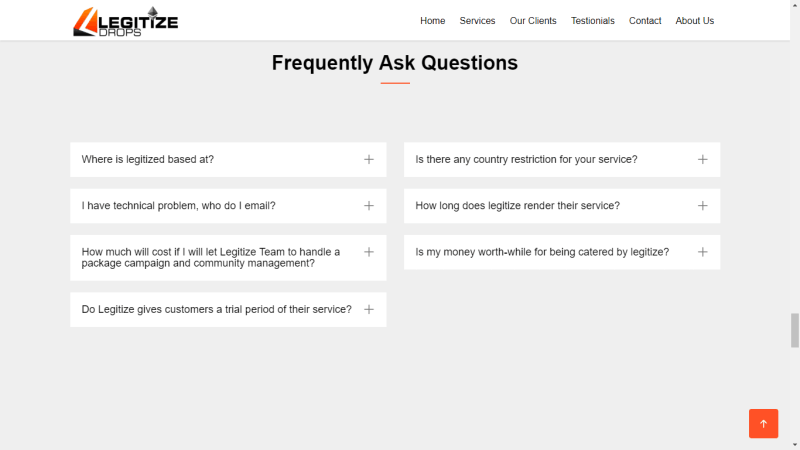 LEGITIZE
DROPS
Home
Services
Our Clients
Testionials
Contact
About Us
Frequently Ask Questions
Where is legitized based at?
I have technical problem, who do I email?
How much will cost if I will let Legitize Team to handle a
package campaign and community management?
Do Legitize gives customers a trial period of their service?
Is there any country restriction for your service?
How long does legitize render their service?
Is my money worth-while for being catered by legitize?